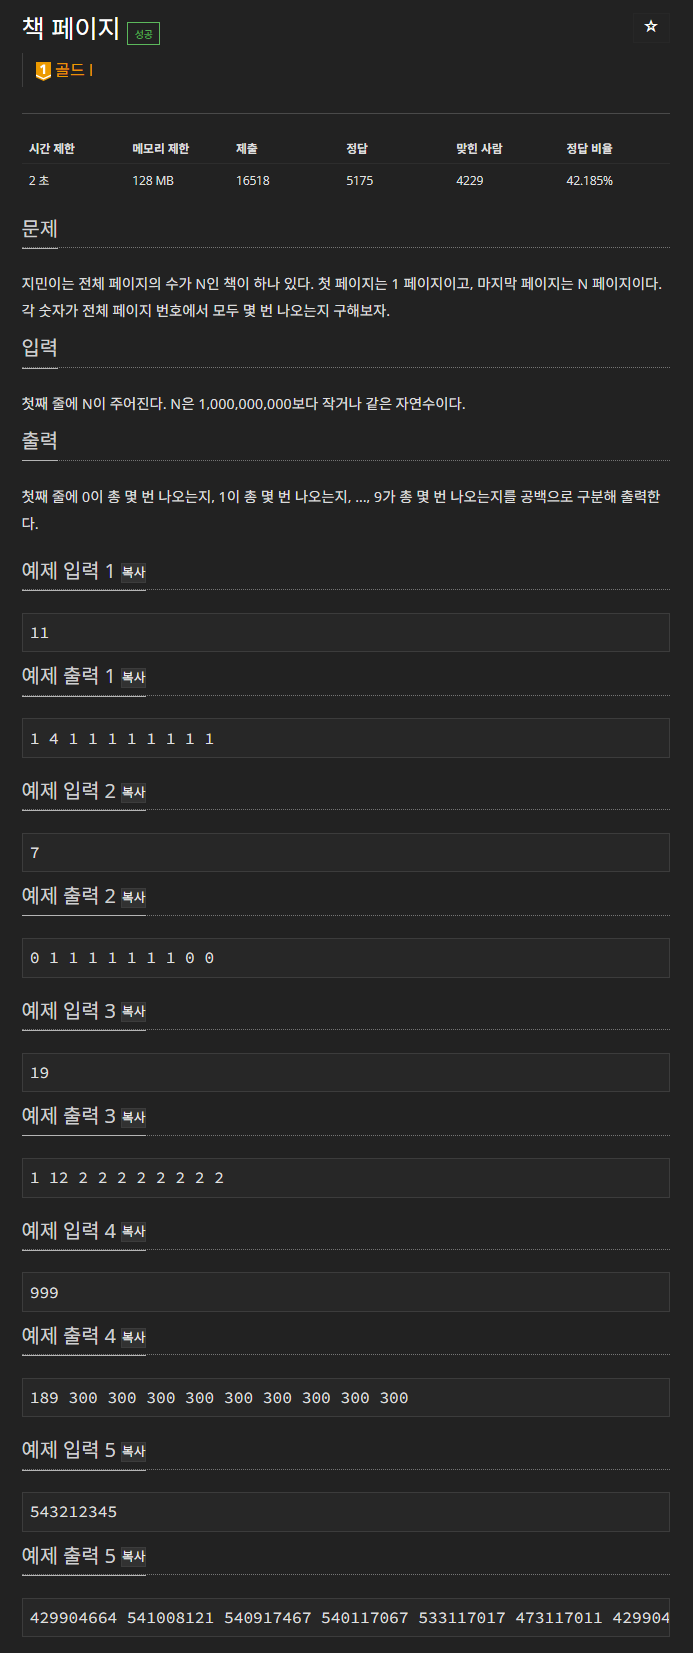 책 페이지 성공 ☆
1 골드 I
시간 제한 메모리 제한 제출 정답 맞힌 사람 정답 비율
2 초 128 MB 16518 5175 4229 42.185%
문제
지민이는 전체 페이지의 수가 N인 책이 하나 있다. 첫 페이지는 1 페이지이고, 마지막 페이지는 N 페이지이다.
각 숫자가 전체 페이지 번호에서 모두 몇 번 나오는지 구해보자.
입력
첫째 줄에 N이 주어진다. N은 1,000,000,000보다 작거나 같은 자연수이다.
출력
첫째 줄에 0이 총 몇 번 나오는지, 1이 총 몇 번 나오는지, ..., 9가 총 몇 번 나오는지를 공백으로 구분해 출력한
다.
예제 입력 1 복사
11
예제 출력 1 복사
1 4 1 1 1 1 1 1 1 1
예제 입력 2 복사
7
예제 출력 2 복사
0 1 1 1 1 1 1 1 0 0
예제 입력 3 복사
19
예제 출력 3 복사
1 12 2 2 2 2 2 2 2 2
예제 입력 4 복사
999
예제 출력 4 복사
189 300 300 300 300 300 300 300 300 300
예제 입력 5 복사
543212345
예제 출력 5 복사
429904664 541008121 540917467 540117067 533117017 473117011 429904